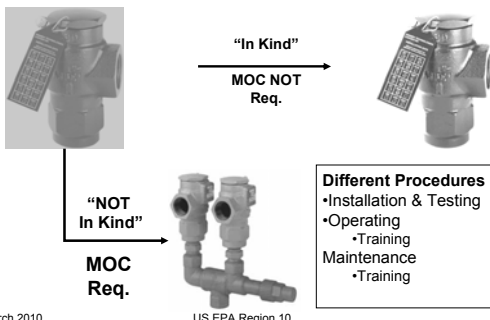 “In Kind”
MOC NOT
Req.
“NOT
In Kind”
MOC
Req.
Different Procedures
•Installation & Testing
•Operating
•Training
Maintenance
•Training
rch 2010
US EPA Region 10